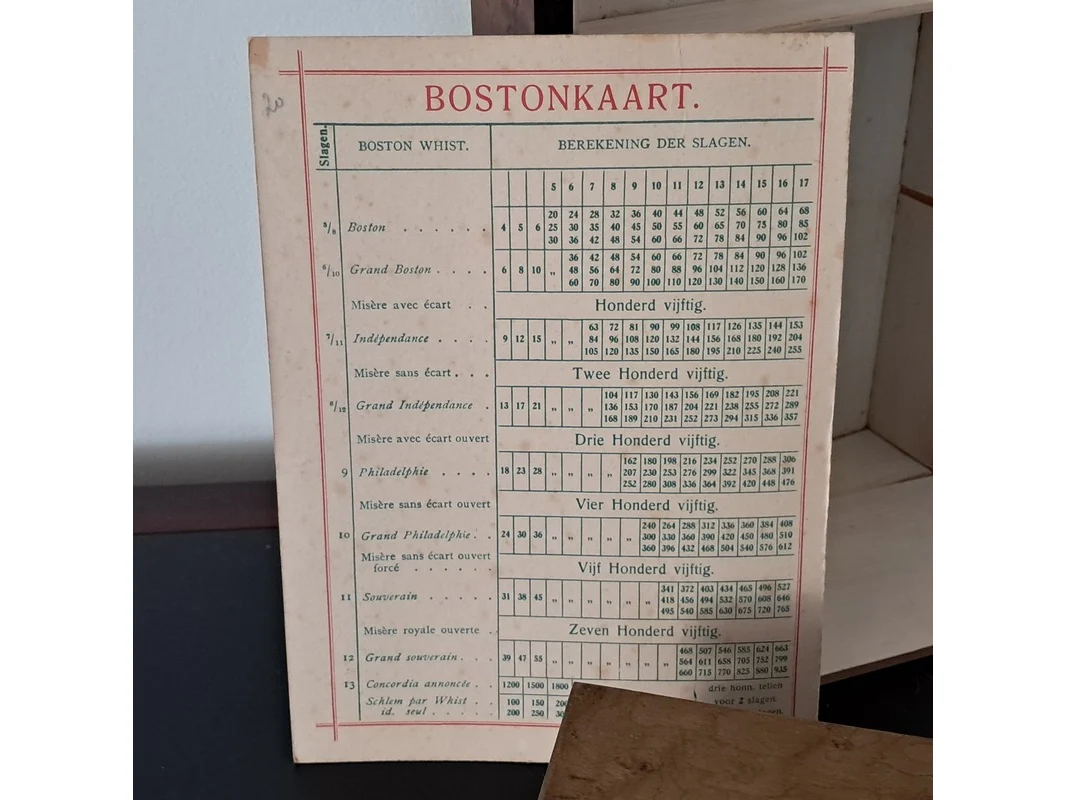 20
BOSTONKAART.
Slagen.
BOSTON WHIST.
BEREKENING DER SLAGEN.
5 6 7 8 9 10 11 12 13 14 15 16 17
20 24 28 32 36 40 44 48 52 56 60 64 68
5/8 Boston . . . . . . 4 5 6 25 30 35 40 45 50 55 60 65 70 75 80 85
30 36 42 48 54 60 66 72 78 84 90 96 102
36 42 48 54 60 66 72 78 84 90 96 102
6/10 Grand Boston . . . . 6 8 10 „ 48 56 64 72 80 88 96 104 112 120 128 136
60 70 80 90 100 110 120 130 140 150 160 170
Misère avec écart . . Honderd vijftig.
63 72 81 90 99 108 117 126 135 144 153
7/11 Indépendance . . . . 9 12 15 „ „ 84 96 108 120 132 144 156 168 180 192 204
105 120 135 150 165 180 195 210 225 240 255
Misère sans écart . . . Twee Honderd vijftig.
104 117 130 143 156 169 182 195 208 221
8/12 Grand Indépendance . 13 17 21 „ „ „ 136 153 170 187 204 221 238 255 272 289
168 189 210 231 252 273 294 315 336 357
Misère avec écart ouvert Drie Honderd vijftig.
162 180 198 216 234 252 270 288 306
9 Philadelphie . . . . 18 23 28 „ „ „ „ 207 230 253 276 299 322 345 368 391
252 280 308 336 364 392 420 448 476
Misère sans écart ouvert Vier Honderd vijftig.
240 264 288 312 336 360 384 408
10 Grand Philadelphie . . 24 30 36 „ „ „ „ „ 300 330 360 390 420 450 480 510
360 396 432 468 504 540 576 612
Misère sans écart ouvert
forcé . . . . . . Vijf Honderd vijftig.
341 372 403 434 465 496 527
11 Souverain . . . . . 31 38 45 „ „ „ „ „ „ 418 456 494 532 570 608 646
495 540 585 630 675 720 765
Misère royale ouverte . Zeven Honderd vijftig.
468 507 546 585 624 663
12 Grand souverain . . . 39 47 55 „ „ „ „ „ „ „ 564 611 658 705 752 799
660 715 770 825 880 935
13 Concordia annoncée . . 1200 1500 1800 drie honn. tellen
Schlem par Whist . . 100 150 voor 2 slagen.
id. seul . . . . . 200 250